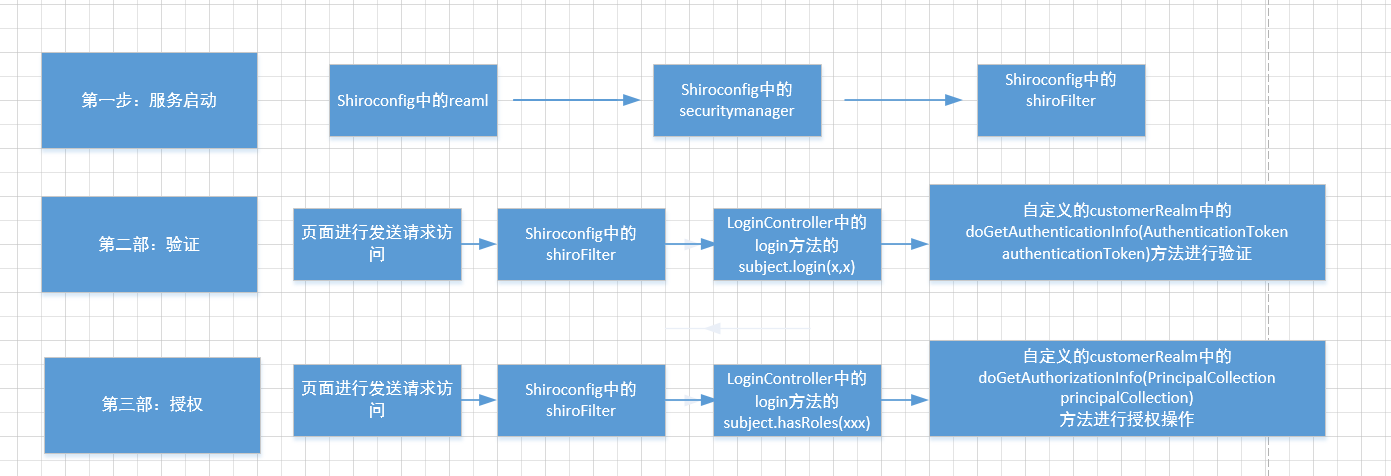 第一步：服务启动
Shiroconfig中的reaml
Shiroconfig中的
securitymanager
Shiroconfig中的
shiroFilter
第二部：验证
页面进行发送请求访
问
Shiroconfig中的
shiroFilter
LoginController中的
login方法的
subject.login(x,x)
自定义的customerRealm中的
doGetAuthenticationInfo(AuthenticationToken
authenticationToken)方法进行验证
第三部：授权
页面进行发送请求访
问
Shiroconfig中的
shiroFilter
LoginController中的
login方法的
subject.hasRoles(xxx)
自定义的customerRealm中的
doGetAuthorizationInfo(PrincipalCollection
principalCollection)
方法进行授权操作